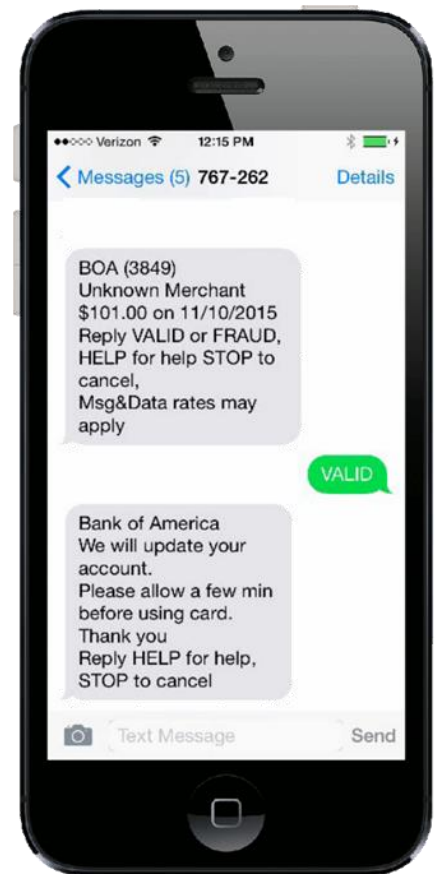 Verizon 12:15 PM
Messages (5) 767-262 Details
BOA (3849)
Unknown Merchant
$101.00 on 11/10/2015
Reply VALID or FRAUD,
HELP for help STOP to
cancel,
Msg&Data rates may
apply
VALID
Bank of America
We will update your
account.
Please allow a few min
before using card.
Thank you
Reply HELP for help,
STOP to cancel
Text Message Send